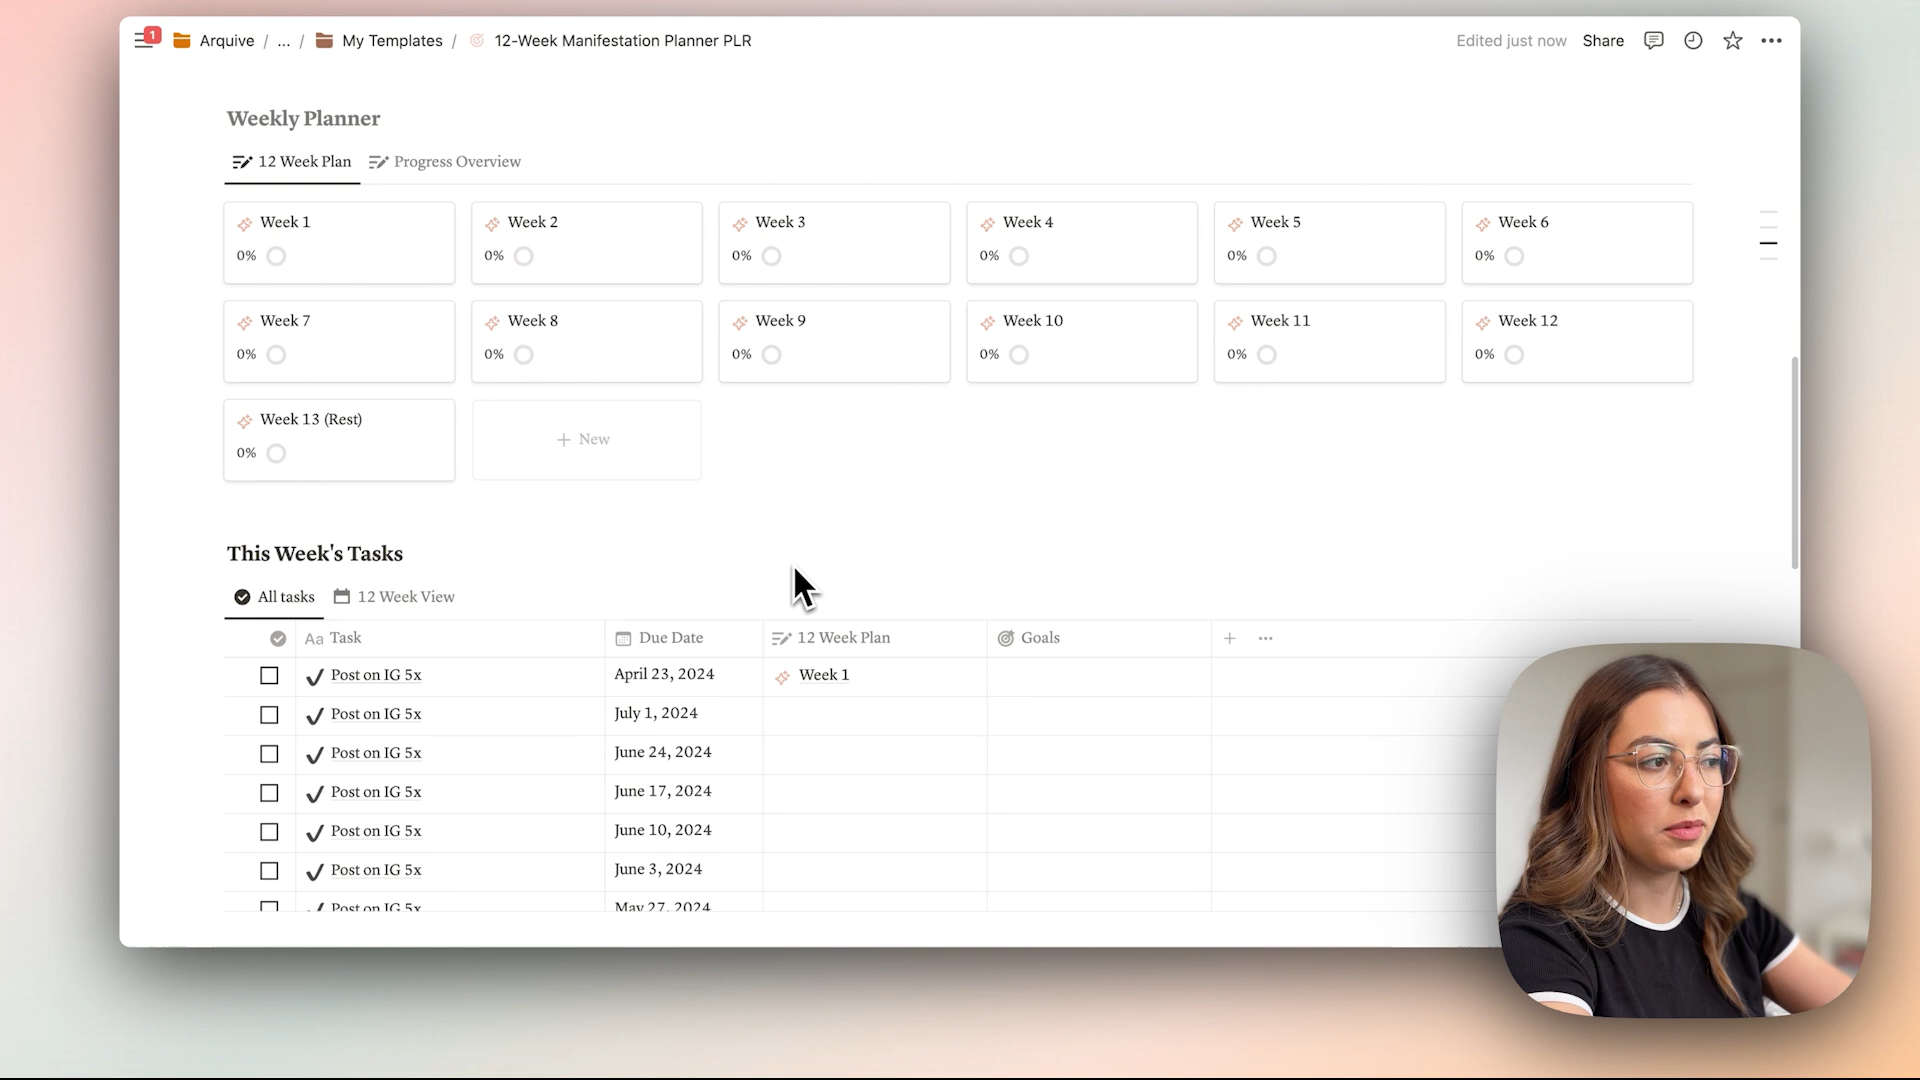 1 Arquive / ... / My Templates / 12-Week Manifestation Planner PLR Edited just now Share
Weekly Planner
12 Week Plan Progress Overview
Week 1 Week 2 Week 3 Week 4 Week 5 Week 6
0% 0% 0% 0% 0% 0%
Week 7 Week 8 Week 9 Week 10 Week 11 Week 12
0% 0% 0% 0% 0% 0%
Week 13 (Rest)
+ New
0%
This Week's Tasks
All tasks 12 Week View
Aa Task Due Date 12 Week Plan Goals + ...
Post on IG 5x April 23, 2024 Week 1
Post on IG 5x July 1, 2024
Post on IG 5x June 24, 2024
Post on IG 5x June 17, 2024
Post on IG 5x June 10, 2024
Post on IG 5x June 3, 2024
Post on IG 5x May 27, 2024